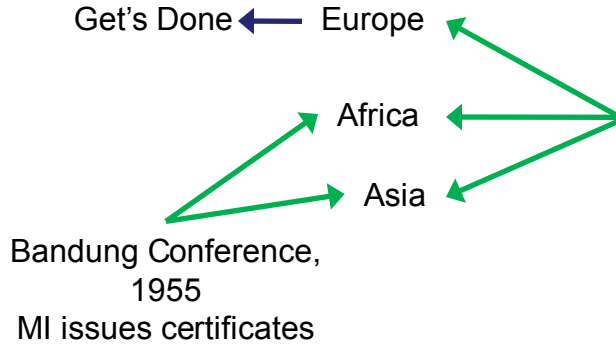 Get's Done
Europe
Africa
Asia
Bandung Conference,
1955
MI issues certificates